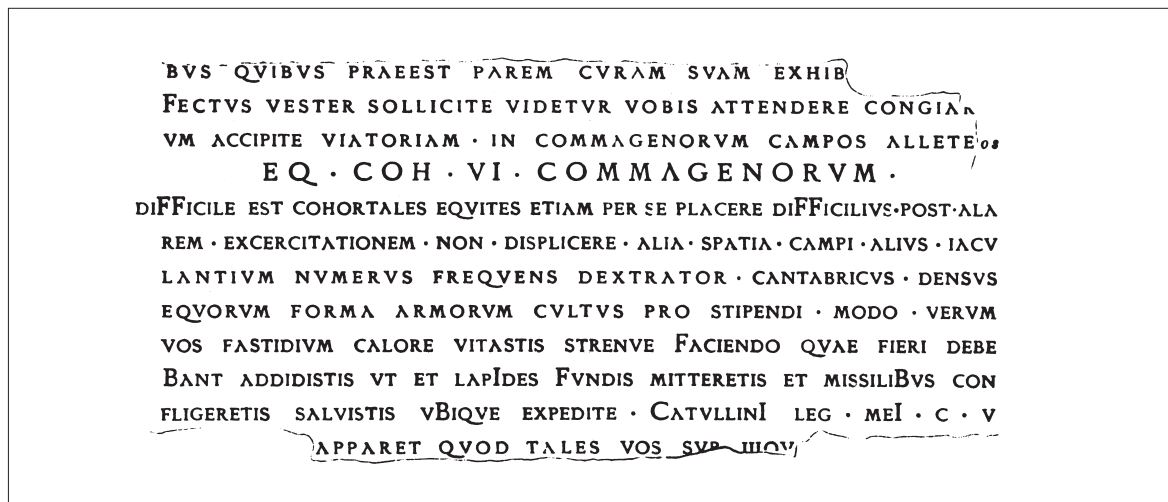 BVS QVIBVS PRAEEST PAREM CVRAM SVAM EXHIB
FECTVS VESTER SOLLICITE VIDETVR VOBIS ATTENDERE CONGIAR
VM ACCIPITE VIATORIAM · IN COMMAGENORVM CAMPOS
EQ · COH · VI · COMMAGENORVM ·
DIFFICILE EST COHORTALES EQVITES ETIAM PER SE PLACERE DIFFICILIVS · POST · ALA
REM · EXCERCITATIONEM · NON · DISPLICERE · ALIA · SPATIA · CAMPI · ALIVS · IACV
LANTIVM NVMERVS FREQVENS DEXTRATOR · CANTABRICVS · DENSVS
EQVORVM FORMA ARMORVM CVLTVS PRO STIPENDI · MODO · VERVM
VOS FASTIDIVM CALORE VITASTIS STRENVE FACIENDO QVAE FIERI DEBE
BANT ADDIDISTIS VT ET LAPIDES FVNDIS MITTERETIS ET MISSILIBVS CON
FLIGERETIS SALVISTIS VBIQVE EXPEDITE · CATVLLINI LEG · MEI · C · V
APPARET QVOD TALES VOS